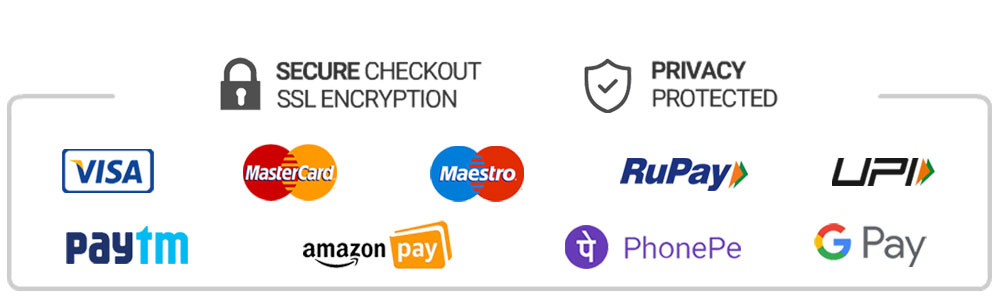 SECURE CHECKOUT
SSL ENCRYPTION
PRIVACY
PROTECTED
VISA
MasterCard
Maestro
RuPay
UPI
paytm
amazon pay
पे PhonePe
G Pay